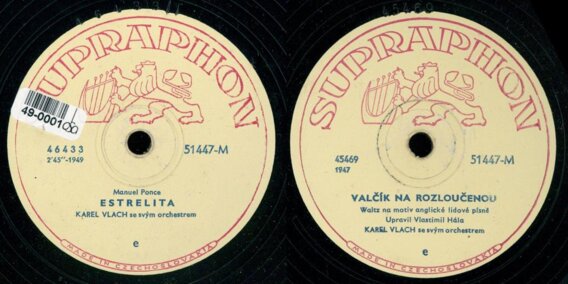 SUPRAPHON
49-0001
46433
2'45"-1949
51447-M
Manuel Ponce
ESTRELITA
KAREL VLACH se svým orchestrem
e
MADE IN CZECHOSLOVAKIA
45469
SUPRAPHON
45469
1947
51447-M
VALČÍK NA ROZLOUČENOU
Waltz na motiv anglické lidové písně
Upravil Vlastimil Hála
KAREL VLACH se svým orchestrem
e
MADE IN CZECHOSLOVAKIA